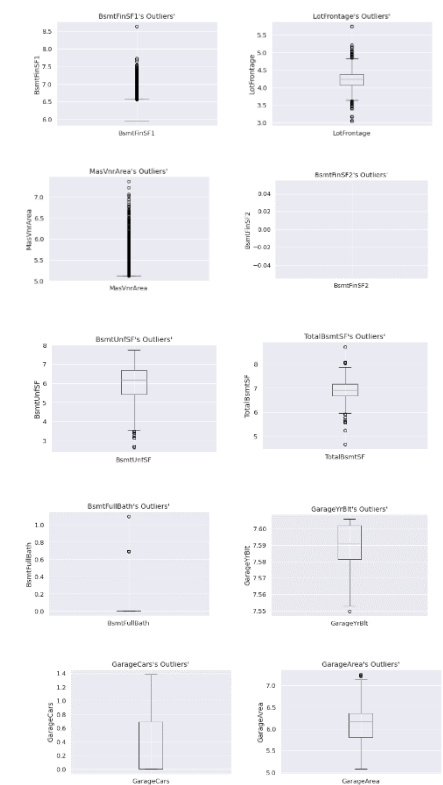 BsmtFinSF1's Outliers'
8.5
8.0
7.5
7.0
6.5
6.0
BsmtFinSF1
BsmtFinSF1
LotFrontage's Outliers'
5.5
5.0
4.5
4.0
3.5
3.0
LotFrontage
LotFrontage
MasVnrArea's Outliers'
7.0
6.5
6.0
5.5
5.0
MasVnrArea
MasVnrArea
BsmtFinSF2's Outliers'
0.04
0.02
0.00
−0.02
−0.04
BsmtFinSF2
BsmtFinSF2
BsmtUnfSF's Outliers'
8
7
6
5
4
3
BsmtUnfSF
BsmtUnfSF
TotalBsmtSF's Outliers'
8
7
6
5
TotalBsmtSF
TotalBsmtSF
BsmtFullBath's Outliers'
1.0
0.8
0.6
0.4
0.2
0.0
BsmtFullBath
BsmtFullBath
GarageYrBlt's Outliers'
7.60
7.59
7.58
7.57
7.56
7.55
GarageYrBlt
GarageYrBlt
GarageCars's Outliers'
1.4
1.2
1.0
0.8
0.6
0.4
0.2
0.0
GarageCars
GarageCars
GarageArea's Outliers'
7.0
6.5
6.0
5.5
5.0
GarageArea
GarageArea